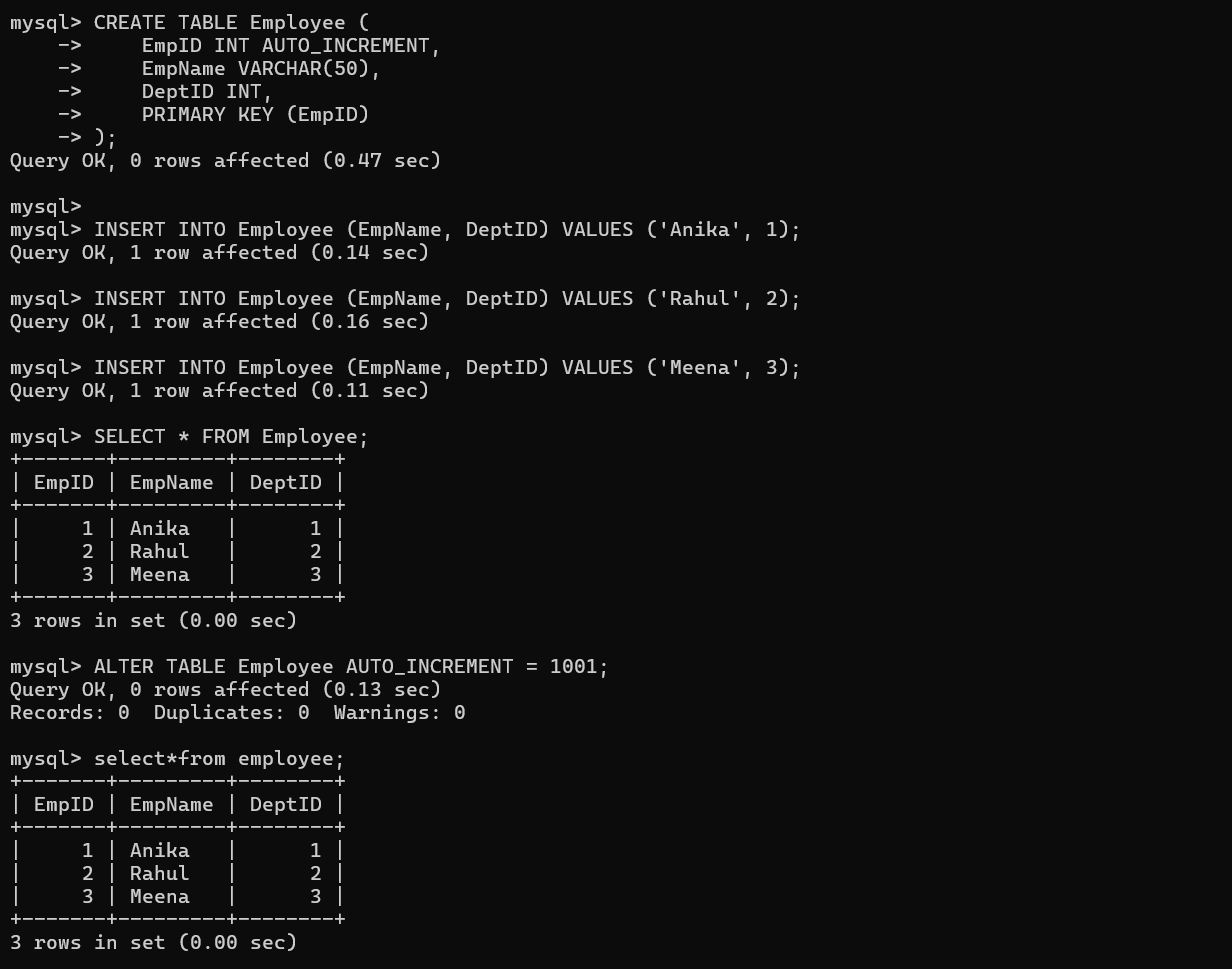 mysql> CREATE TABLE Employee (
    ->     EmpID INT AUTO_INCREMENT,
    ->     EmpName VARCHAR(50),
    ->     DeptID INT,
    ->     PRIMARY KEY (EmpID)
    -> );
Query OK, 0 rows affected (0.47 sec)

mysql>
mysql> INSERT INTO Employee (EmpName, DeptID) VALUES ('Anika', 1);
Query OK, 1 row affected (0.14 sec)

mysql> INSERT INTO Employee (EmpName, DeptID) VALUES ('Rahul', 2);
Query OK, 1 row affected (0.16 sec)

mysql> INSERT INTO Employee (EmpName, DeptID) VALUES ('Meena', 3);
Query OK, 1 row affected (0.11 sec)

mysql> SELECT * FROM Employee;
+-------+---------+--------+
| EmpID | EmpName | DeptID |
+-------+---------+--------+
|     1 | Anika   |      1 |
|     2 | Rahul   |      2 |
|     3 | Meena   |      3 |
+-------+---------+--------+
3 rows in set (0.00 sec)

mysql> ALTER TABLE Employee AUTO_INCREMENT = 1001;
Query OK, 0 rows affected (0.13 sec)
Records: 0  Duplicates: 0  Warnings: 0

mysql> select*from employee;
+-------+---------+--------+
| EmpID | EmpName | DeptID |
+-------+---------+--------+
|     1 | Anika   |      1 |
|     2 | Rahul   |      2 |
|     3 | Meena   |      3 |
+-------+---------+--------+
3 rows in set (0.00 sec)